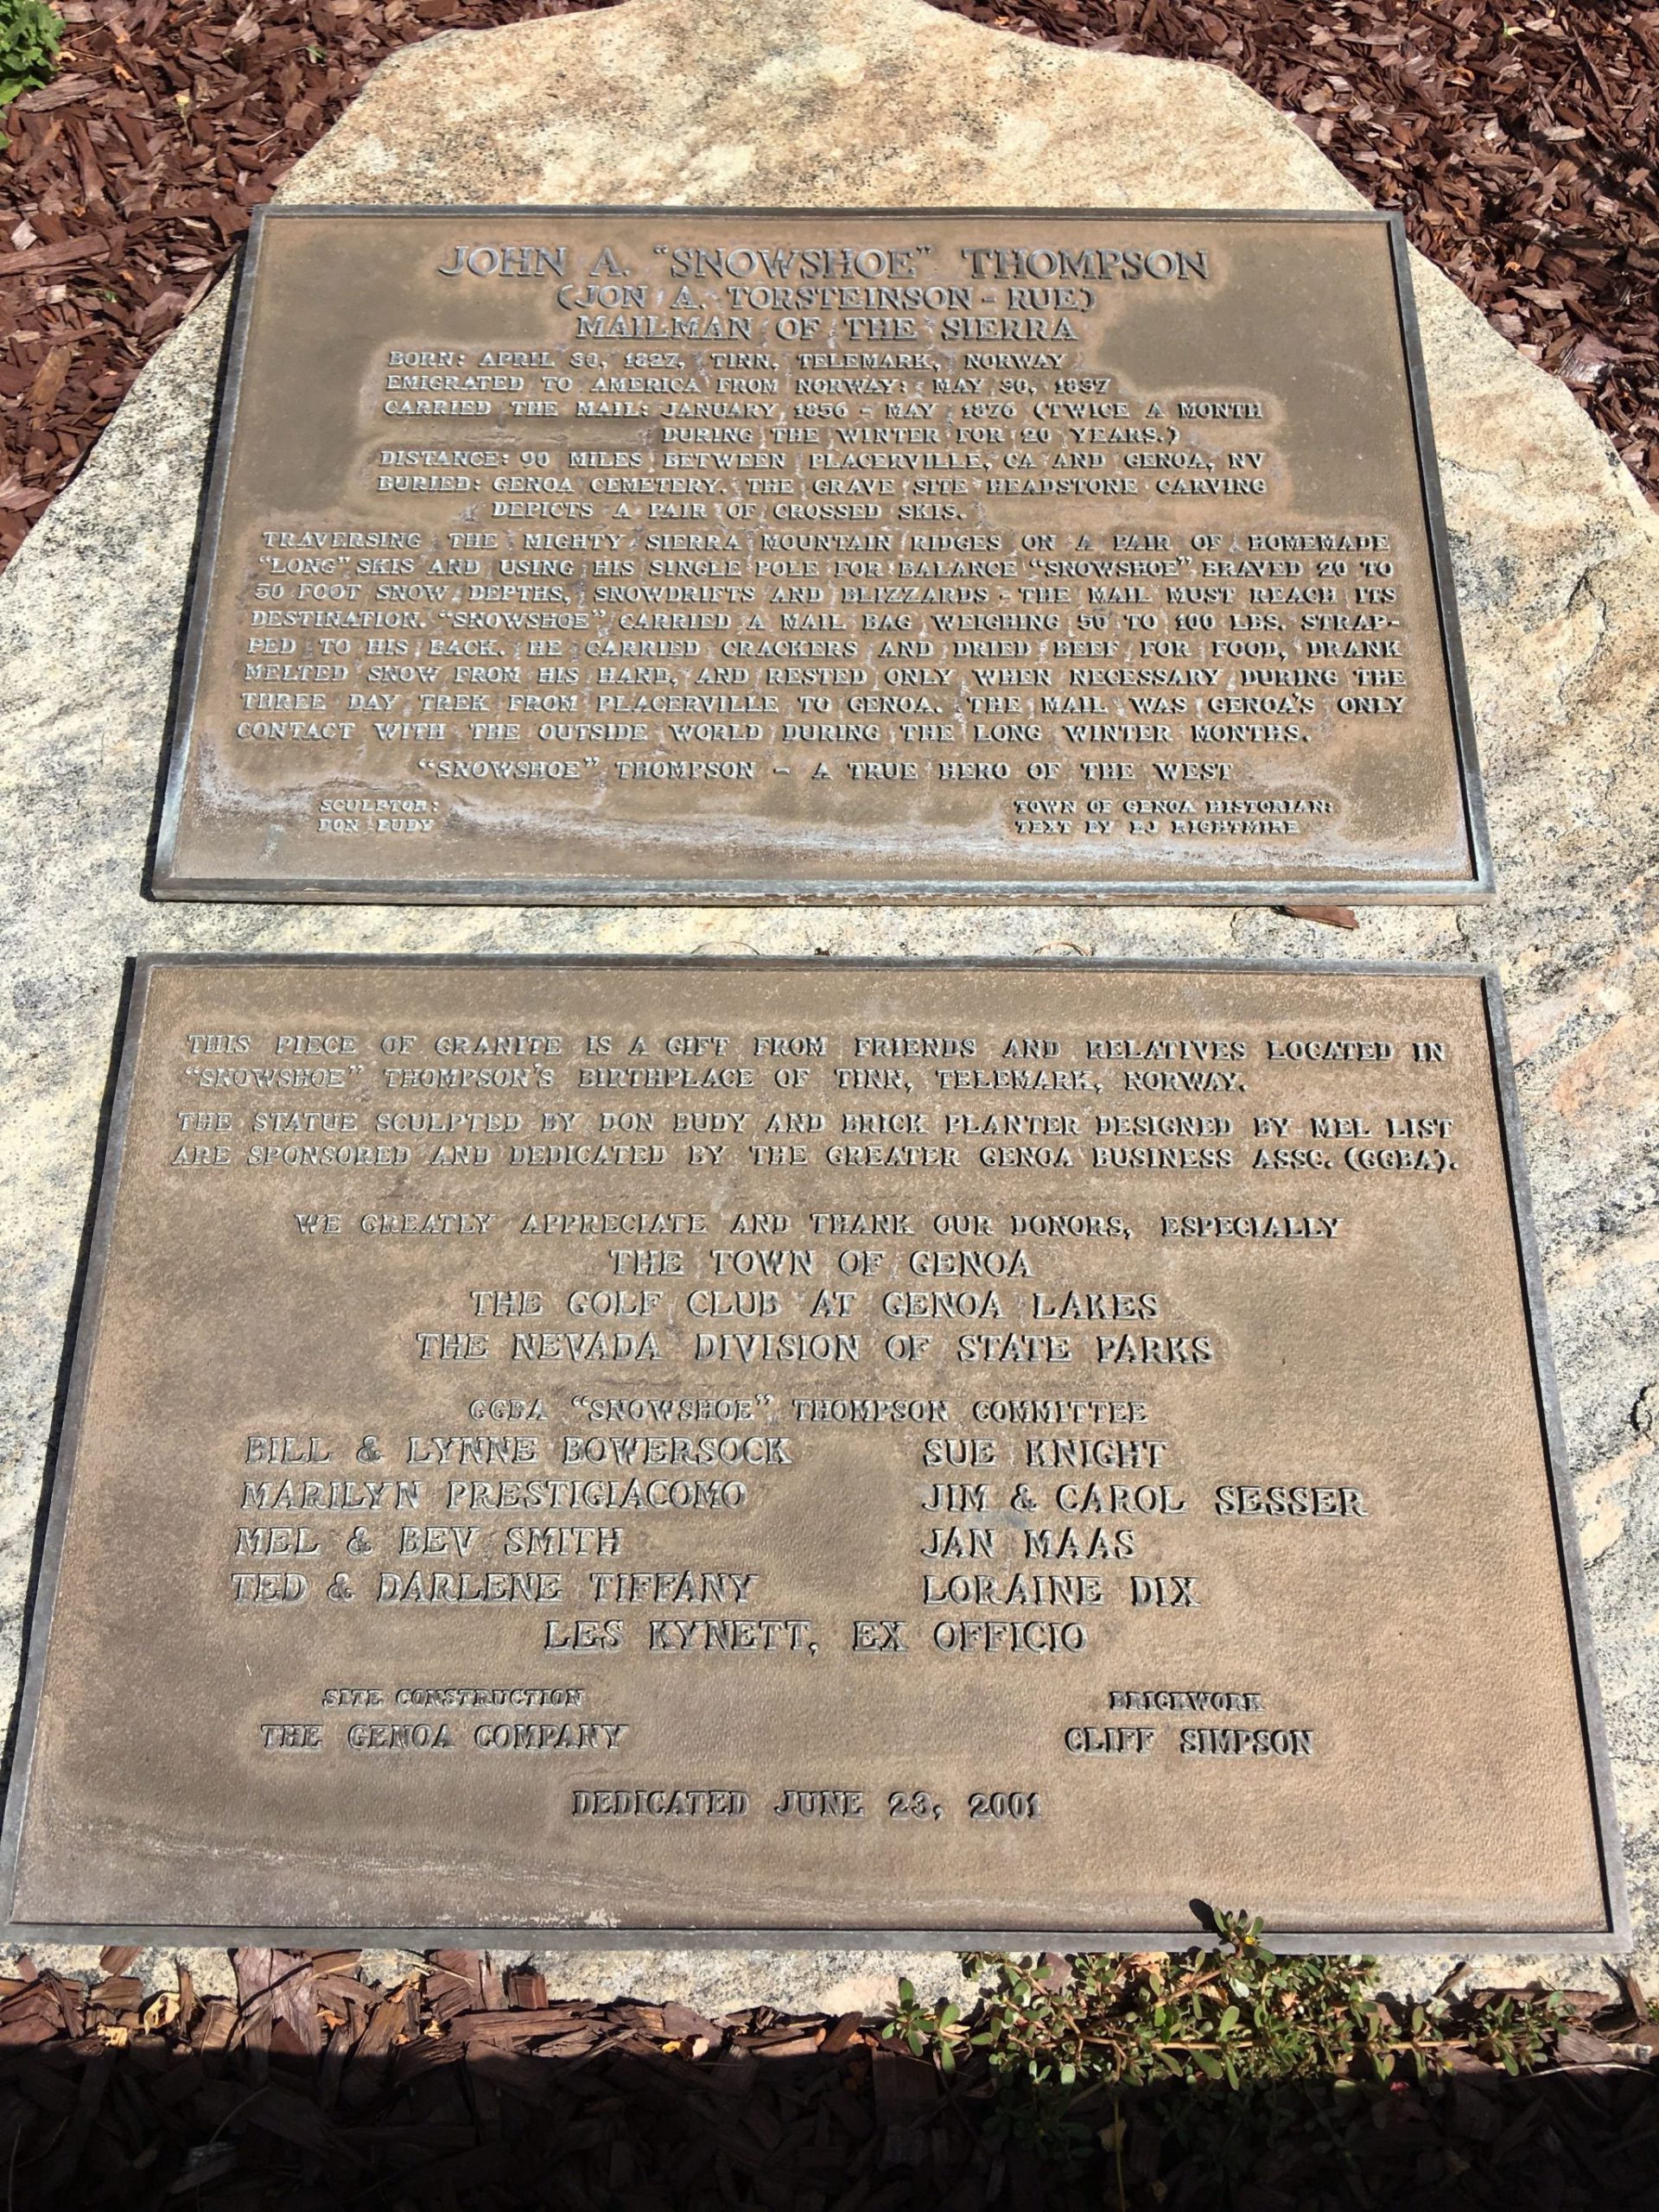 JOHN A. "SNOWSHOE" THOMPSON
(JON A. TORSTEINSON - RUE)
MAILMAN OF THE SIERRA
BORN: APRIL 30, 1827, TINN, TELEMARK, NORWAY
EMIGRATED TO AMERICA FROM NORWAY: MAY 30, 1837
CARRIED THE MAIL: JANUARY 1856 - MAY 1876 (TWICE A MONTH
DURING THE WINTER FOR 20 YEARS.)
DISTANCE: 90 MILES BETWEEN PLACERVILLE, CA AND GENOA, NV
BURIED: GENOA CEMETERY. THE GRAVE SITE HEADSTONE CARVING
DEPICTS A PAIR OF CROSSED SKIS.
TRAVERSING THE MIGHTY SIERRA MOUNTAIN RIDGES ON A PAIR OF HOMEMADE
"LONG" SKIS AND USING HIS SINGLE POLE FOR BALANCE "SNOWSHOE" BRAVED 20 TO
50 FOOT SNOW DEPTHS, SNOWDRIFTS AND BLIZZARDS - THE MAIL MUST REACH ITS
DESTINATION. "SNOWSHOE" CARRIED A MAIL BAG WEIGHING 50 TO 100 LBS. STRAP-
PED TO HIS BACK. HE CARRIED CRACKERS AND DRIED BEEF FOR FOOD, DRANK
MELTED SNOW FROM HIS HAND, AND RESTED ONLY WHEN NECESSARY DURING THE
THREE DAY TREK FROM PLACERVILLE TO GENOA. THE MAIL WAS GENOA'S ONLY
CONTACT WITH THE OUTSIDE WORLD DURING THE LONG WINTER MONTHS.
"SNOWSHOE" THOMPSON - A TRUE HERO OF THE WEST
SCULPTOR: TOWN OF GENOA HISTORIAN:
DON BUDY TEXT BY BJ RIGHTMIRE
THIS PIECE OF GRANITE IS A GIFT FROM FRIENDS AND RELATIVES LOCATED IN
"SNOWSHOE" THOMPSON'S BIRTHPLACE OF TINN, TELEMARK, NORWAY.
THE STATUE SCULPTED BY DON BUDY AND BRICK PLANTER DESIGNED BY MEL LIST
ARE SPONSORED AND DEDICATED BY THE GREATER GENOA BUSINESS ASSC. (GGBA).
WE GREATLY APPRECIATE AND THANK OUR DONORS, ESPECIALLY
THE TOWN OF GENOA
THE GOLF CLUB AT GENOA LAKES
THE NEVADA DIVISION OF STATE PARKS
GGBA "SNOWSHOE" THOMPSON COMMITTEE
BILL & LYNNE BOWERSOCK SUE KNIGHT
MARILYN PRESTIGIACOMO JIM & CAROL SESSER
MEL & BEV SMITH JAN MAAS
TED & DARLENE TIFFANY LORAINE DIX
LES KYNETT, EX OFFICIO
SITE CONSTRUCTION BRICKWORK
THE GENOA COMPANY CLIFF SIMPSON
DEDICATED JUNE 23, 2001